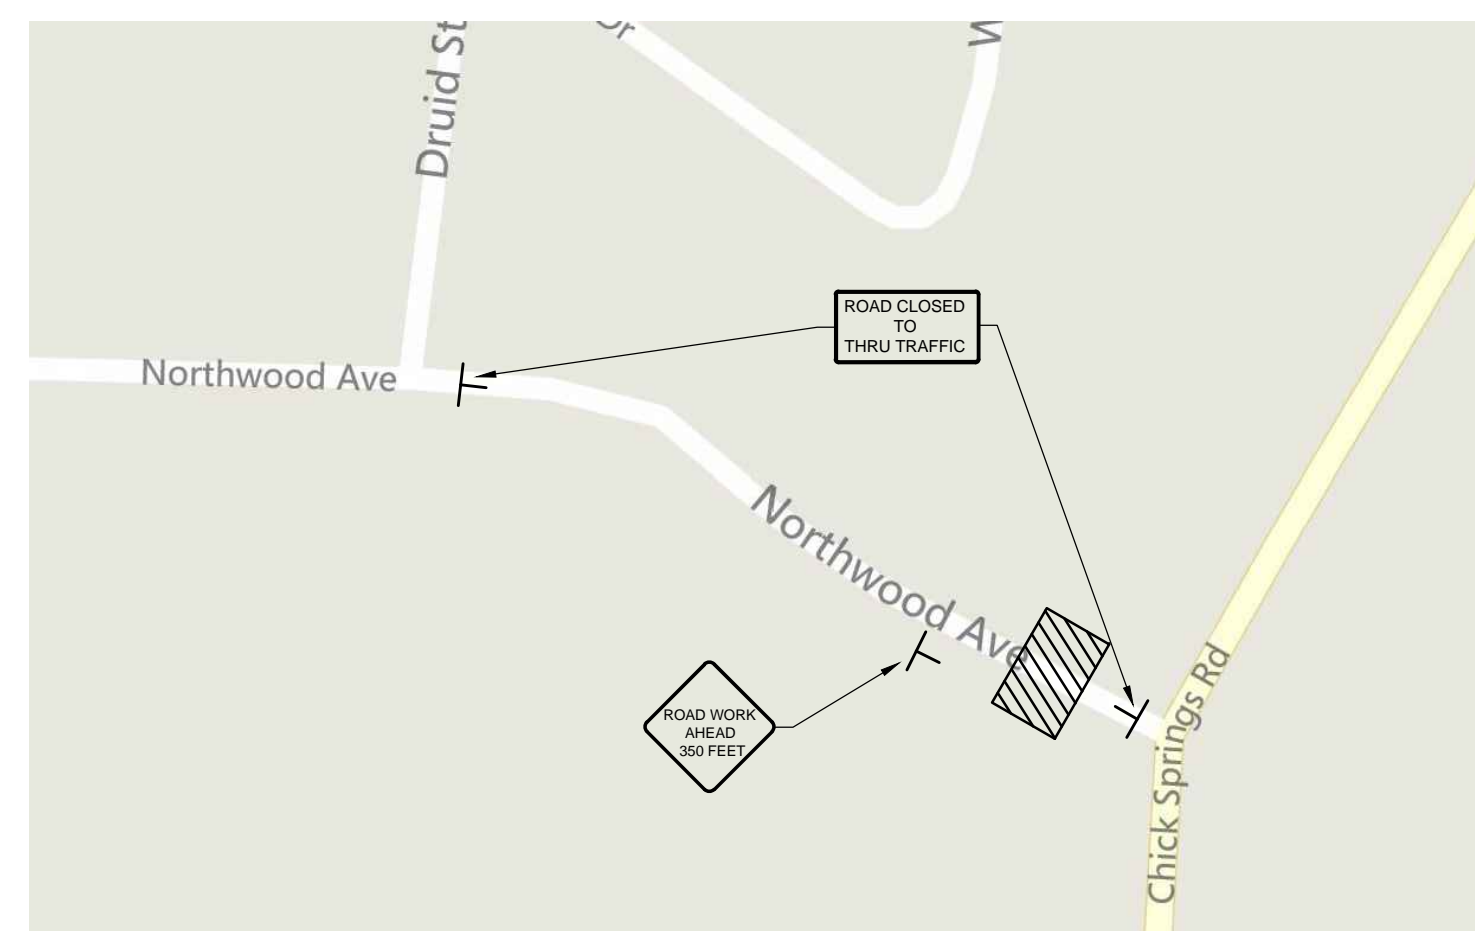 Druid St
Dr
W
ROAD CLOSED
TO
THRU TRAFFIC
Northwood Ave
Northwood Ave
ROAD WORK
AHEAD
350 FEET
Chick Springs Rd